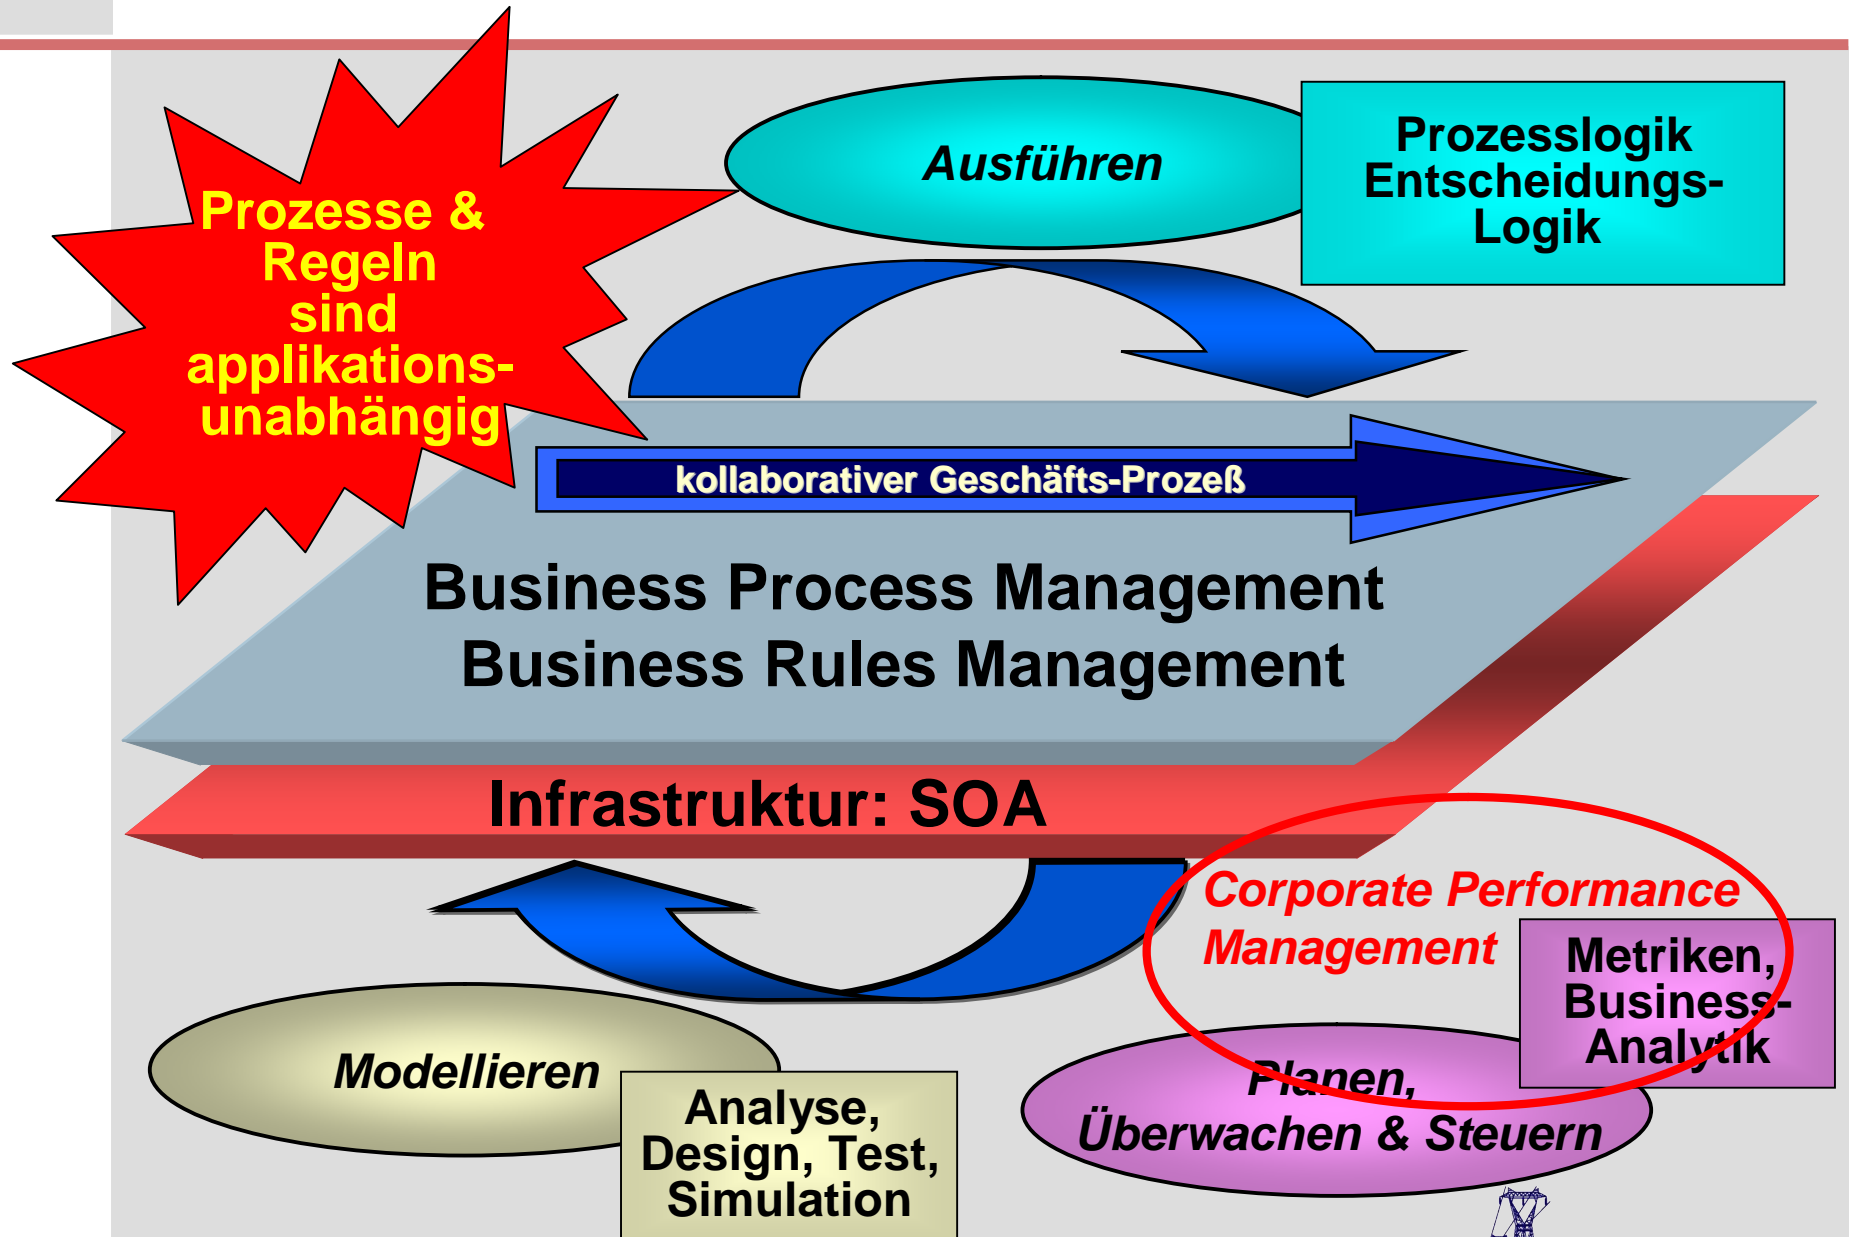 Prozesse &
Regeln
sind
applikations-
unabhängig
Ausführen
Prozesslogik
Entscheidungs-
Logik
kollaborativer Geschäfts-Prozeß
Business Process Management
Business Rules Management
Infrastruktur: SOA
Corporate Performance
Management
Metriken,
Business-
Analytik
Modellieren
Analyse,
Design, Test,
Simulation
Planen,
Überwachen & Steuern